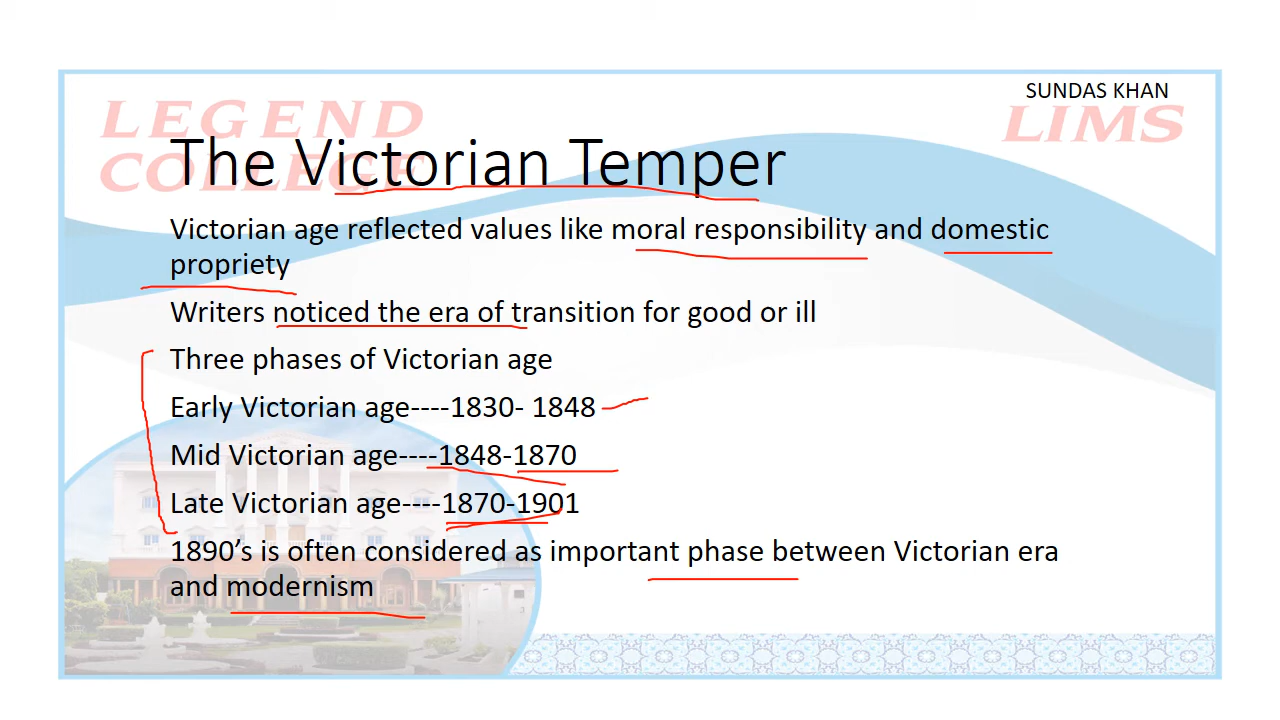 SUNDAS KHAN
LEGEND
LIMS
COLLEGE
The Victorian Temper
Victorian age reflected values like moral responsibility and domestic
propriety
Writers noticed the era of transition for good or ill
Three phases of Victorian age
Early Victorian age----1830- 1848
Mid Victorian age----1848-1870
Late Victorian age----1870-1901
1890’s is often considered as important phase between Victorian era
and modernism